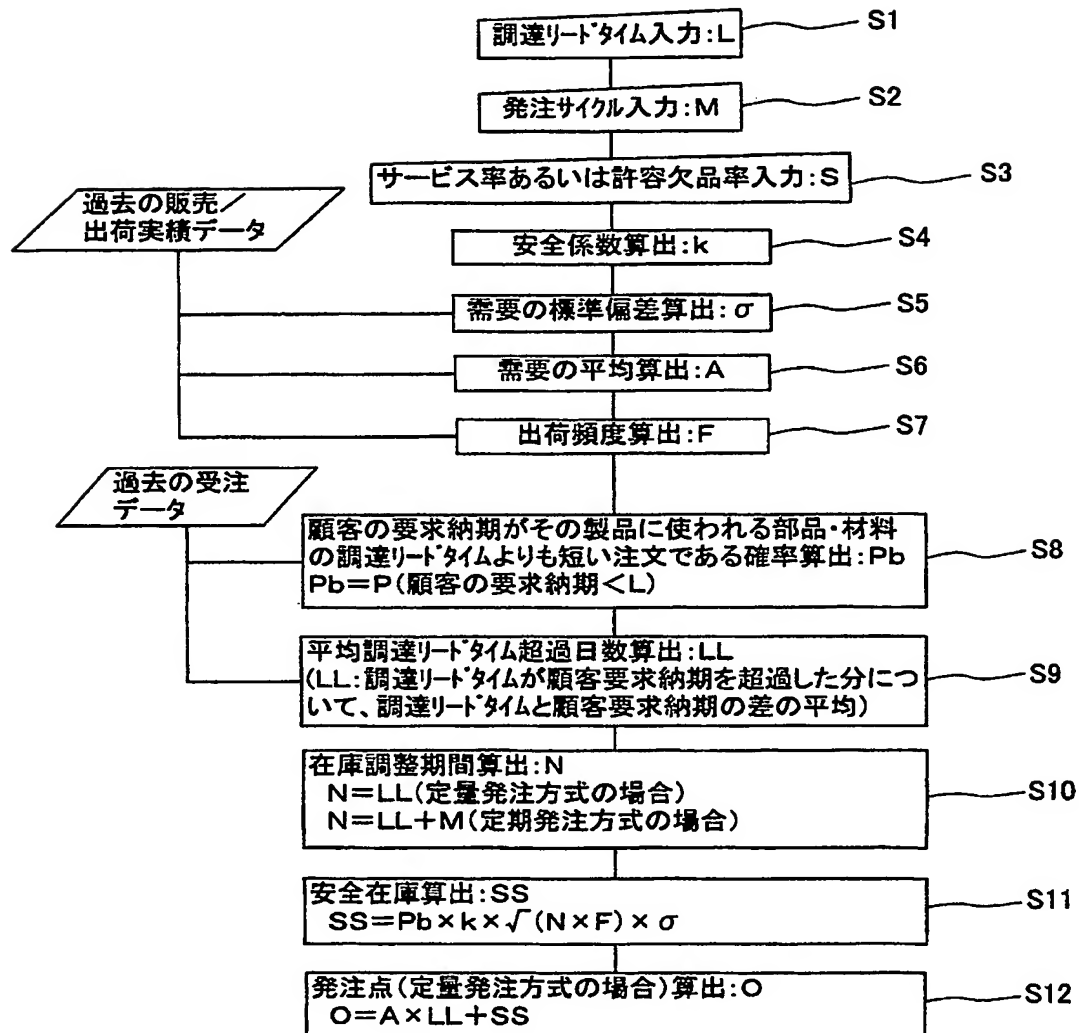 調達リードタイム入力:L
S1
発注サイクル入力:M
S2
サービス率あるいは許容欠品率入力:S
S3
過去の販売/
出荷実績データ
安全係数算出:k
S4
需要の標準偏差算出:σ
S5
需要の平均算出:A
S6
出荷頻度算出:F
S7
過去の受注
データ
顧客の要求納期がその製品に使われる部品・材料
の調達リードタイムよりも短い注文である確率算出:Pb
Pb=P(顧客の要求納期<L)
S8
平均調達リードタイム超過日数算出:LL
(LL:調達リードタイムが顧客要求納期を超過した分につ
いて、調達リードタイムと顧客要求納期の差の平均)
S9
在庫調整期間算出:N
N=LL(定量発注方式の場合)
N=LL+M(定期発注方式の場合)
S10
安全在庫算出:SS
SS=Pb×k×√(N×F)×σ
S11
発注点(定量発注方式の場合)算出:O
O=A×LL+SS
S12